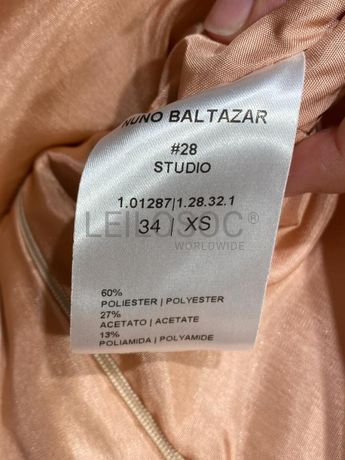 NUNO BALTAZAR
#28
STUDIO
1.01287|1.28.32.1
LEILOSOC®
WORLDWIDE
34 | XS
60%
POLIESTER | POLYESTER
27%
ACETATO | ACETATE
13%
POLIAMIDA | POLYAMIDE